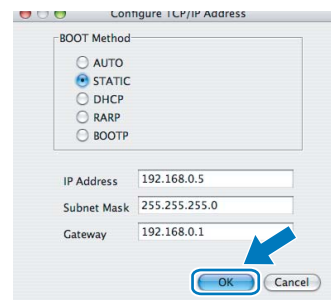 Configure TCP/IP Address
BOOT Method
AUTO
STATIC
DHCP
RARP
BOOTP
IP Address 192.168.0.5
Subnet Mask 255.255.255.0
Gateway 192.168.0.1
OK Cancel